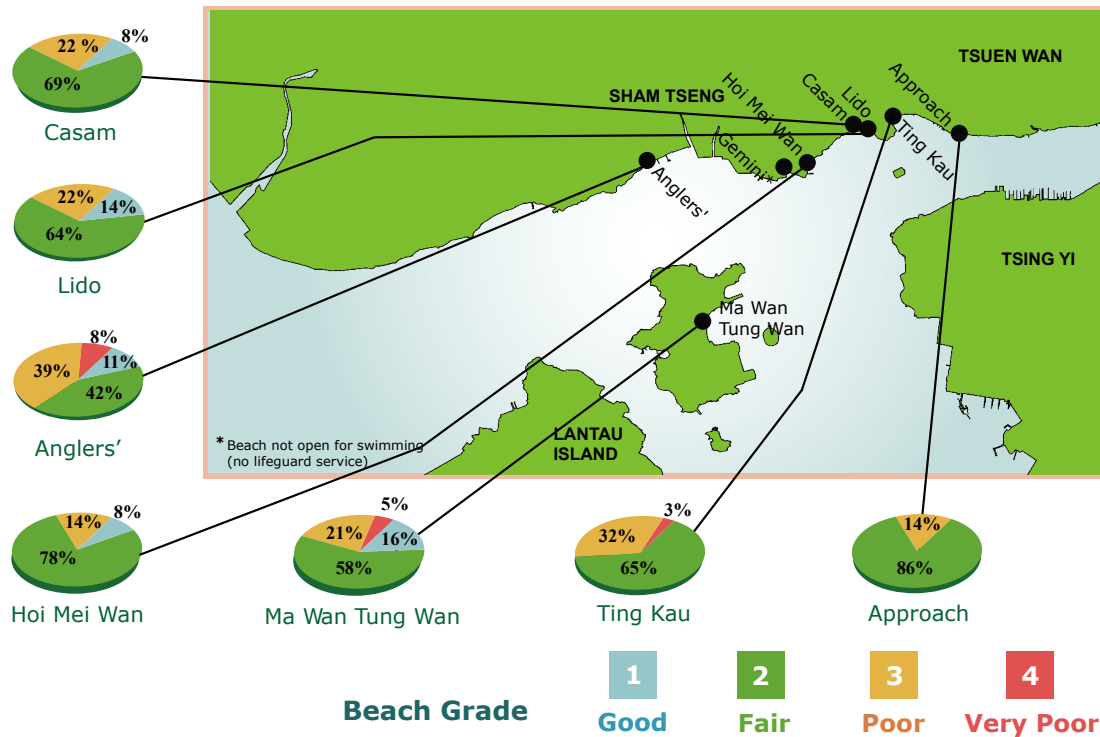 22 %
8%
69%
Casam
22%
14%
64%
Lido
8%
39%
11%
42%
Anglers’
14%
8%
78%
Hoi Mei Wan
5%
21%
16%
58%
Ma Wan Tung Wan
3%
32%
65%
Ting Kau
14%
86%
Approach
TSUEN WAN
SHAM TSENG
Hoi Mei Wan
Gemini*
Casam
Lido
Approach
Ting Kau
Anglers'
TSING YI
Ma Wan
Tung Wan
LANTAU
ISLAND
* Beach not open for swimming
(no lifeguard service)
Beach Grade
1
Good
2
Fair
3
Poor
4
Very Poor